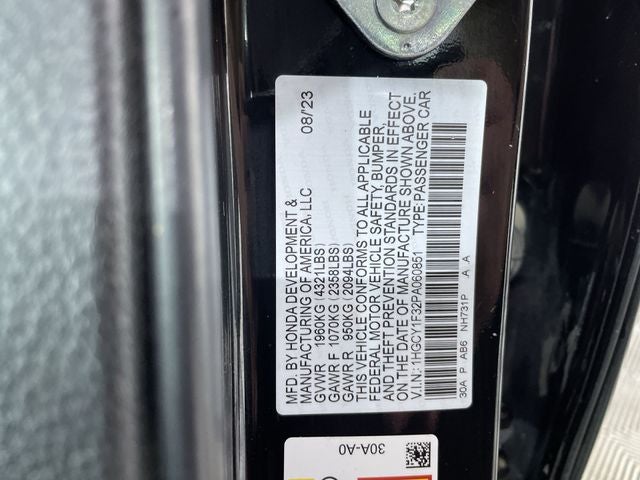 MFD. BY HONDA DEVELOPMENT &
MANUFACTURING OF AMERICA, LLC 08/'23
GVWR 1960KG (4321LBS)
GAWR F 1070KG (2358LBS)
GAWR R 950KG (2094LBS)
THIS VEHICLE CONFORMS TO ALL APPLICABLE
FEDERAL MOTOR VEHICLE SAFETY, BUMPER,
AND THEFT PREVENTION STANDARDS IN EFFECT
ON THE DATE OF MANUFACTURE SHOWN ABOVE.
V.I.N.: 1HGCY1F32PA060851 TYPE:PASSENGER CAR
30A P AB6 NH731P A A
30A-A0